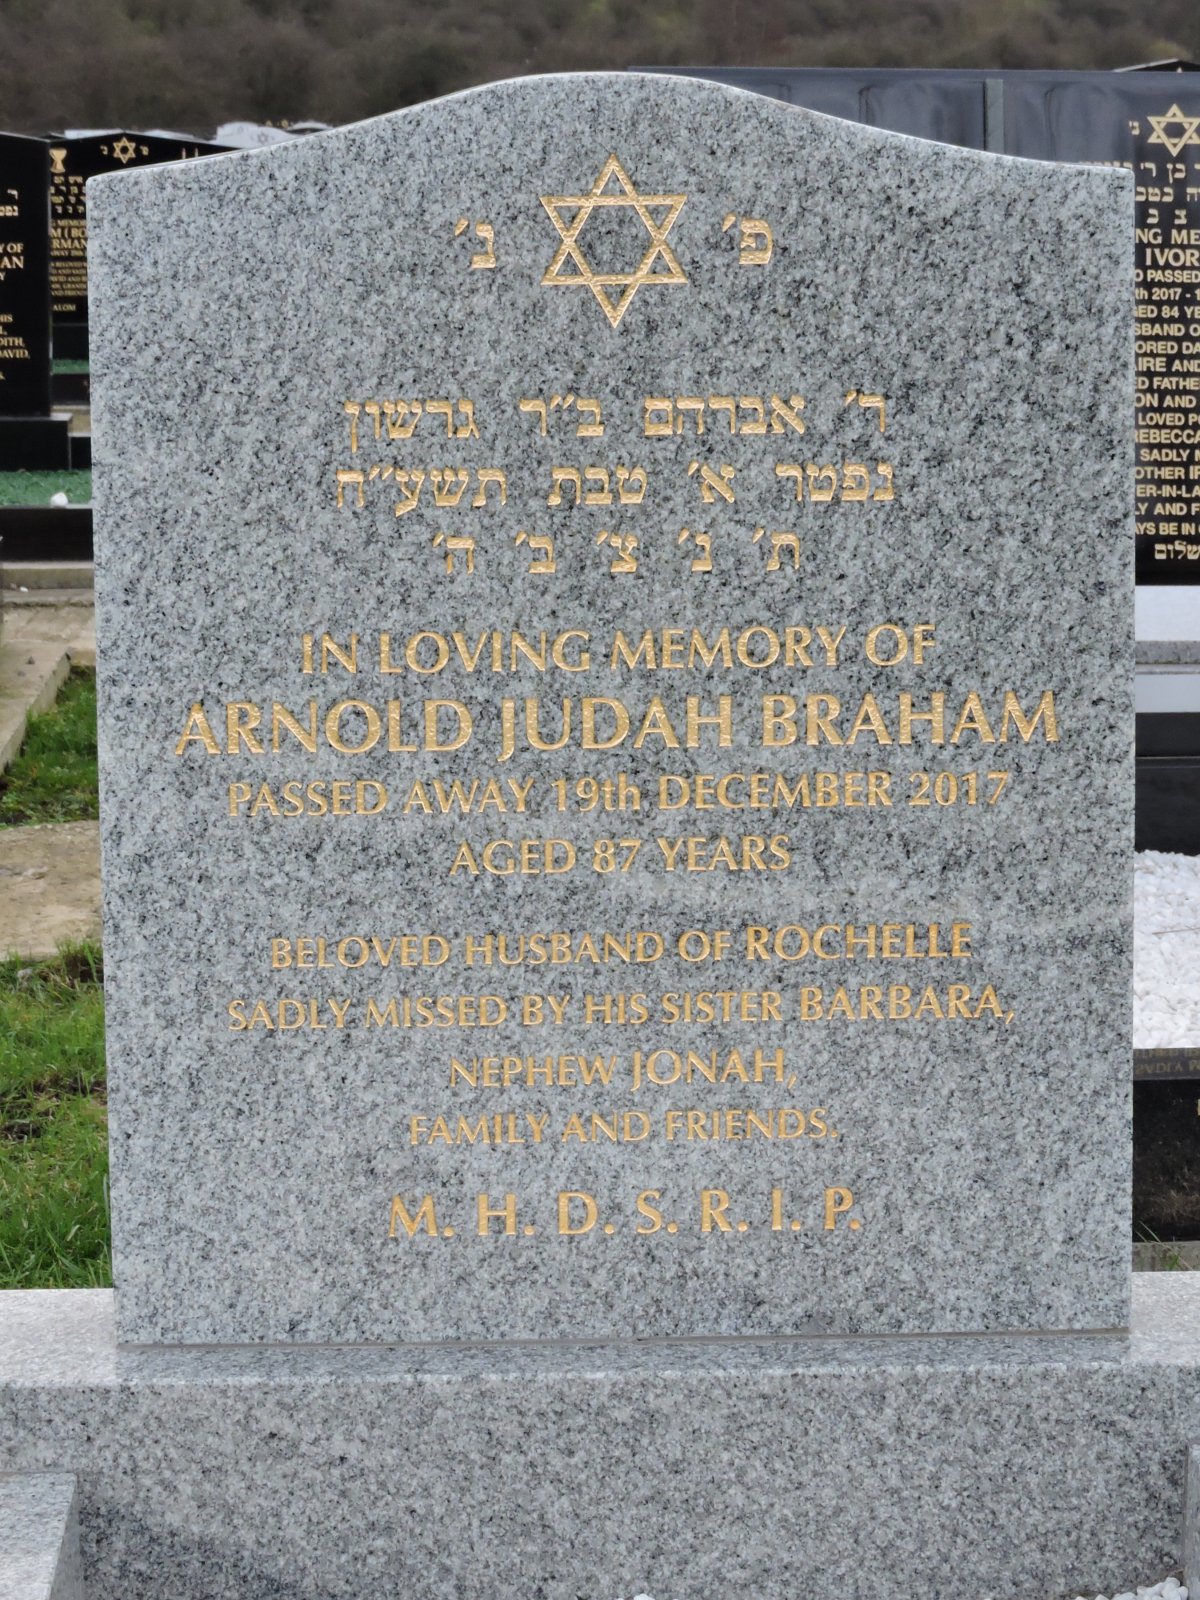 פ׳ נ׳
ר׳ אברהם ב״ר גרשון
נפטר א׳ טבת תשע״ח
ת׳ נ׳ צ׳ ב׳ ה׳
IN LOVING MEMORY OF
ARNOLD JUDAH BRAHAM
PASSED AWAY 19th DECEMBER 2017
AGED 87 YEARS
BELOVED HUSBAND OF ROCHELLE
SADLY MISSED BY HIS SISTER BARBARA,
NEPHEW JONAH,
FAMILY AND FRIENDS.
M. H. D. S. R. I. P.